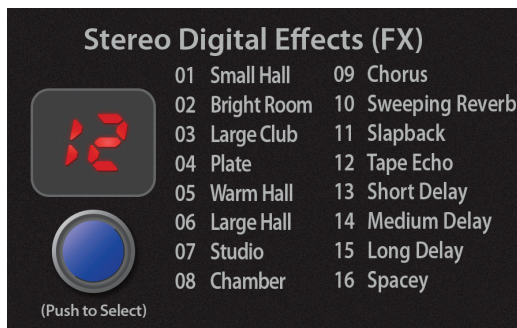 Stereo Digital Effects (FX)
12
01 Small Hall
02 Bright Room
03 Large Club
04 Plate
05 Warm Hall
06 Large Hall
07 Studio
08 Chamber
09 Chorus
10 Sweeping Reverb
11 Slapback
12 Tape Echo
13 Short Delay
14 Medium Delay
15 Long Delay
16 Spacey
(Push to Select)